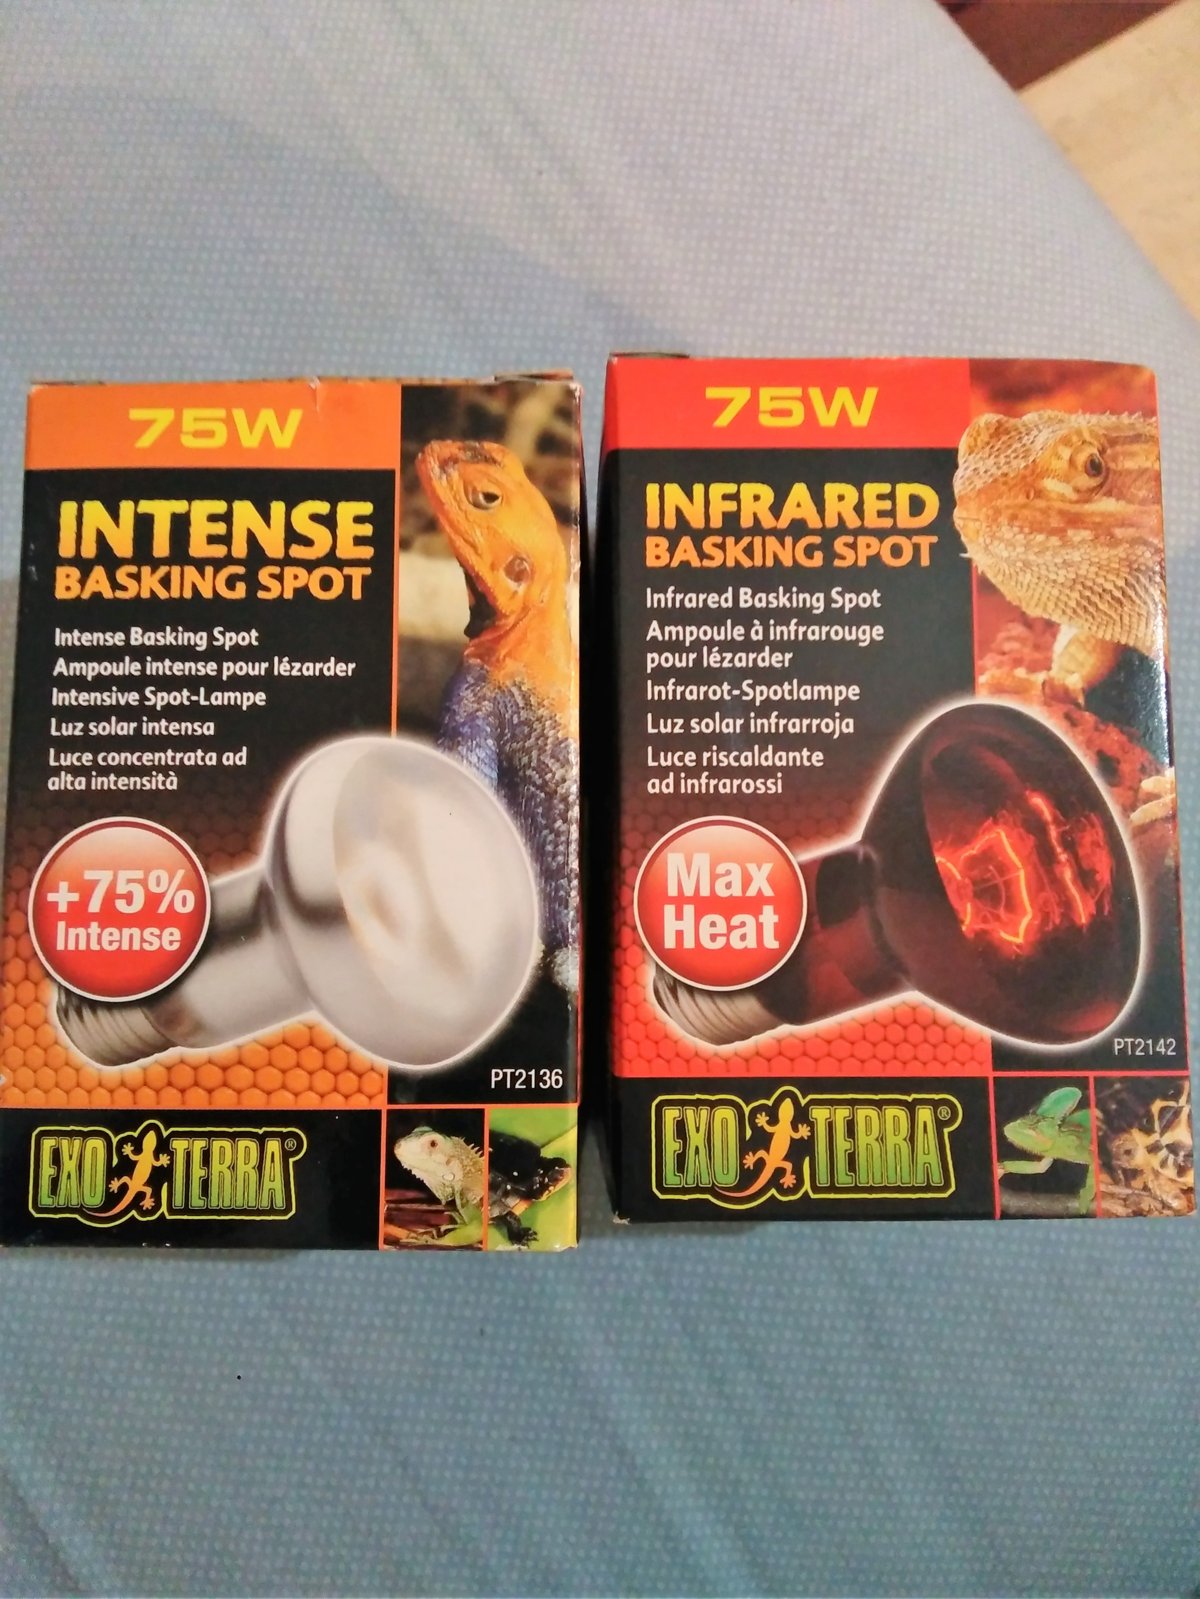 75W
INTENSE
BASKING SPOT
Intense Basking Spot
Ampoule intense pour lézarder
Intensive Spot-Lampe
Luz solar intensa
Luce concentrata ad
alta intensità
+75%
Intense
PT2136
EXO TERRA®
75W
INFRARED
BASKING SPOT
Infrared Basking Spot
Ampoule à infrarouge
pour lézarder
Infrarot-Spotlampe
Luz solar infrarroja
Luce riscaldante
ad infrarossi
Max
Heat
PT2142
EXO TERRA®